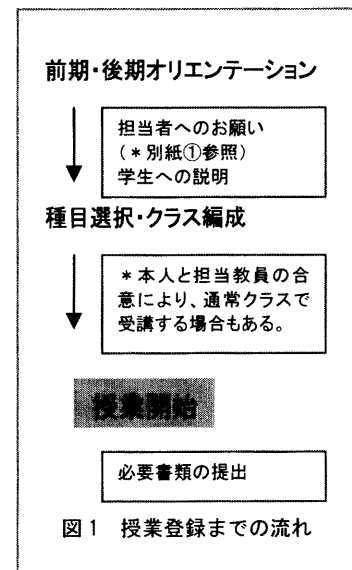 前期・後期オリエンテーション
担当者へのお願い
(*別紙①参照)
学生への説明
種目選択・クラス編成
*本人と担当教員の合
意により、通常クラスで
受講する場合もある。
授業開始
必要書類の提出
図1 授業登録までの流れ